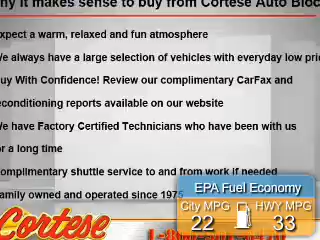 hy it makes sense to buy from Cortese Auto Bloc
xpect a warm, relaxed and fun atmosphere
e always have a large selection of vehicles with everyday low pri
uy With Confidence! Review our complimentary CarFax and
econditioning reports available on our website
e have Factory Certified Technicians who have been with us
or a long time
omplimentary shuttle service to and from work if needed
amily owned and operated since 1975
EPA Fuel Economy
City MPG HWY MPG
22 33
Cortese